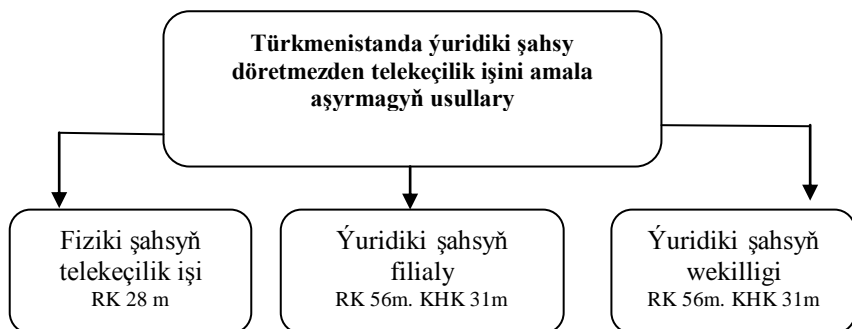 Türkmenistanda ýuridiki şahsy
döretmezden telekeçilik işini amala
aşyrmagyň usullary
Fiziki şahsyň
telekeçilik işi
RK 28 m
Ýuridiki şahsyň
filialy
RK 56m. KHK 31m
Ýuridiki şahsyň
wekilligi
RK 56m. KHK 31m